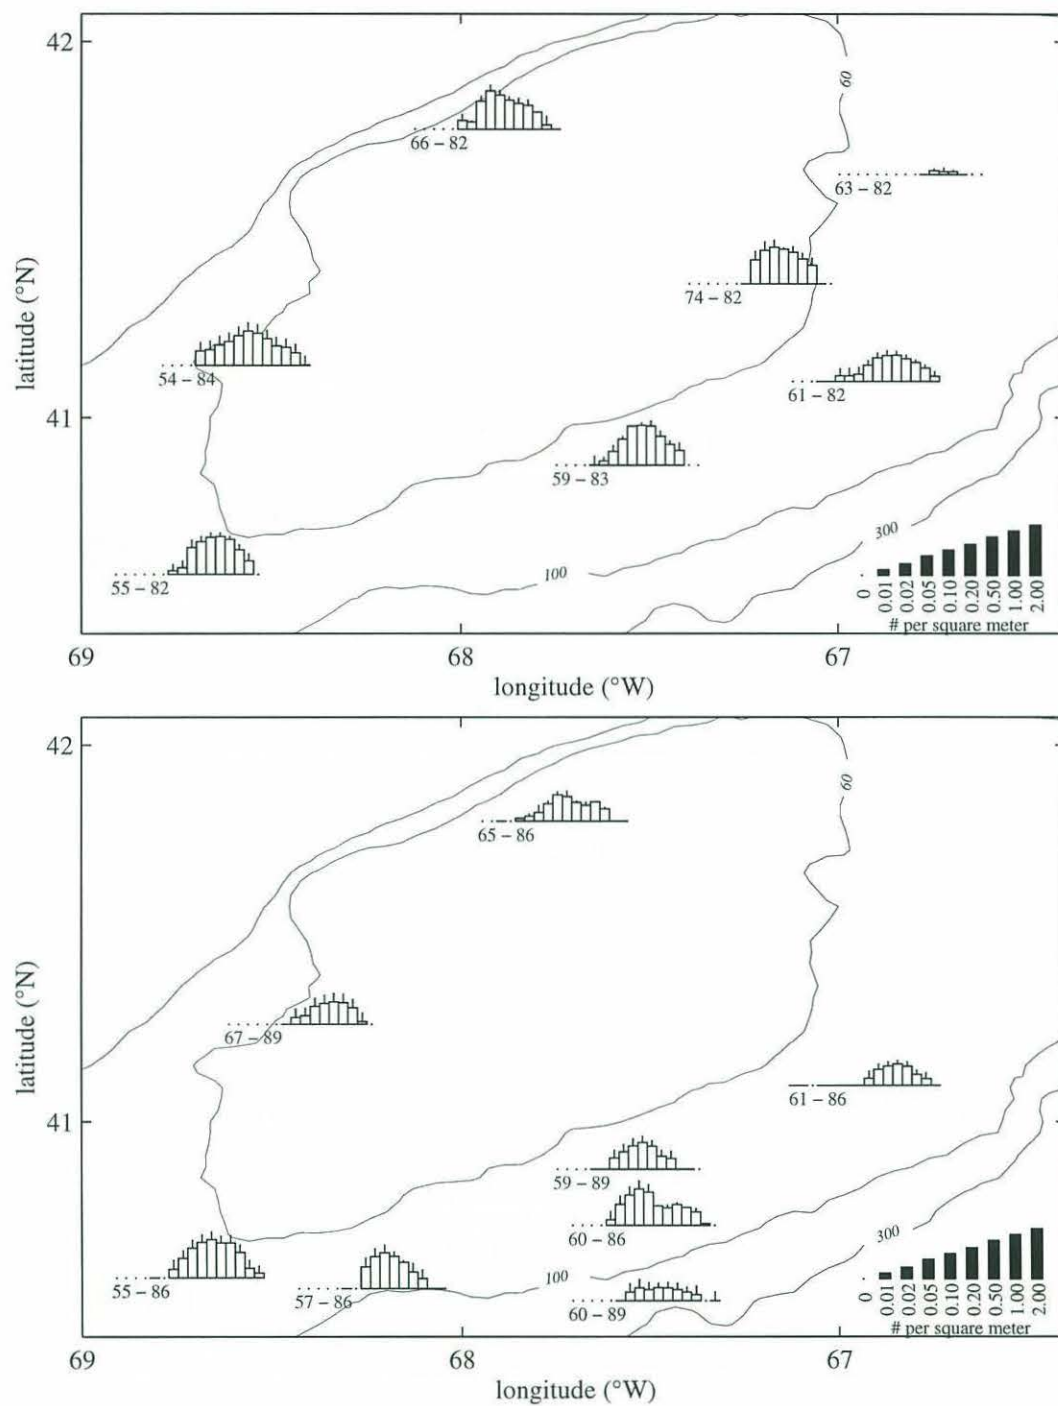 42
60
66 – 82
63 – 82
74 – 82
latitude (°N)
54 – 84
61 – 82
41
59 – 83
300
100
55 – 82
0 0.01 0.02 0.05 0.10 0.20 0.50 1.00 2.00
# per square meter
69 68 67
longitude (°W)
42
60
65 – 86
latitude (°N)
67 – 89
61 – 86
41
59 – 89
60 – 86
300
100
55 – 86
57 – 86
60 – 89
0 0.01 0.02 0.05 0.10 0.20 0.50 1.00 2.00
# per square meter
69 68 67
longitude (°W)